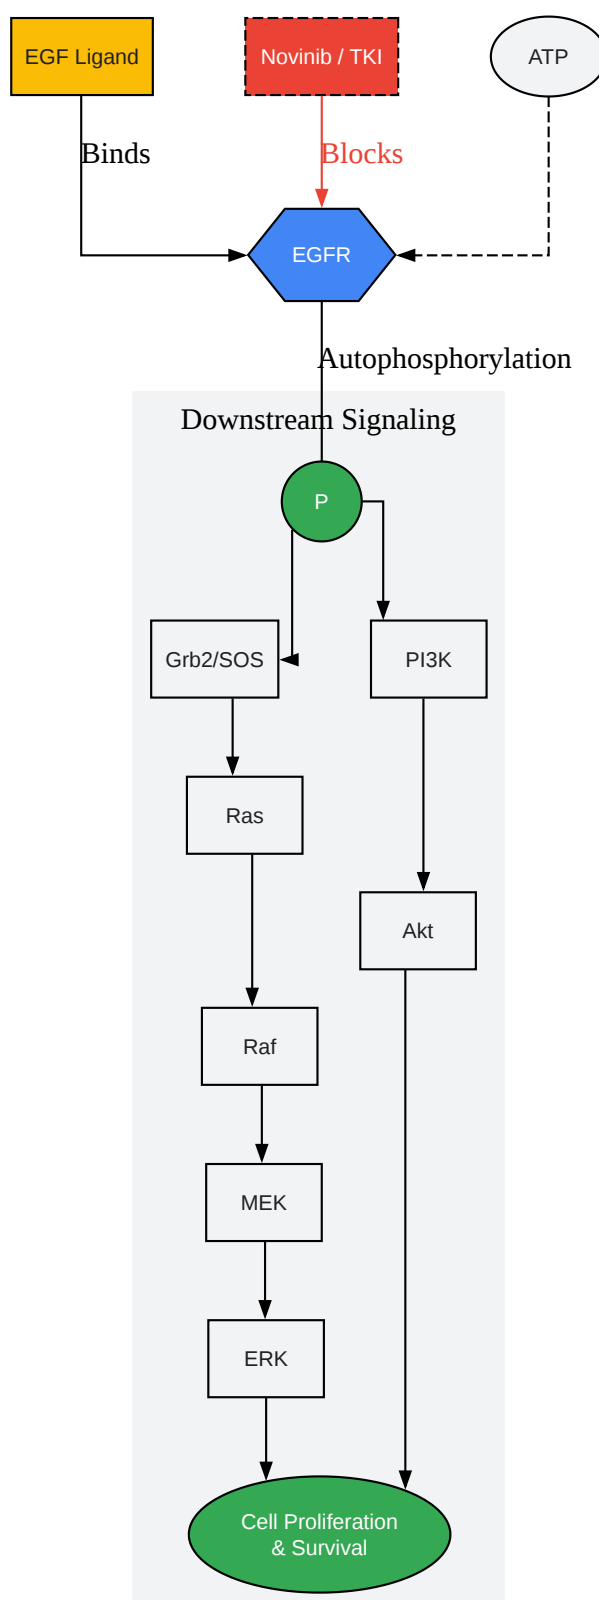 EGF Ligand
Novinib / TKI
ATP
Binds
Blocks
EGFR
Autophosphorylation
Downstream Signaling
P
Grb2/SOS
PI3K
Ras
Akt
Raf
MEK
ERK
Cell Proliferation
& Survival